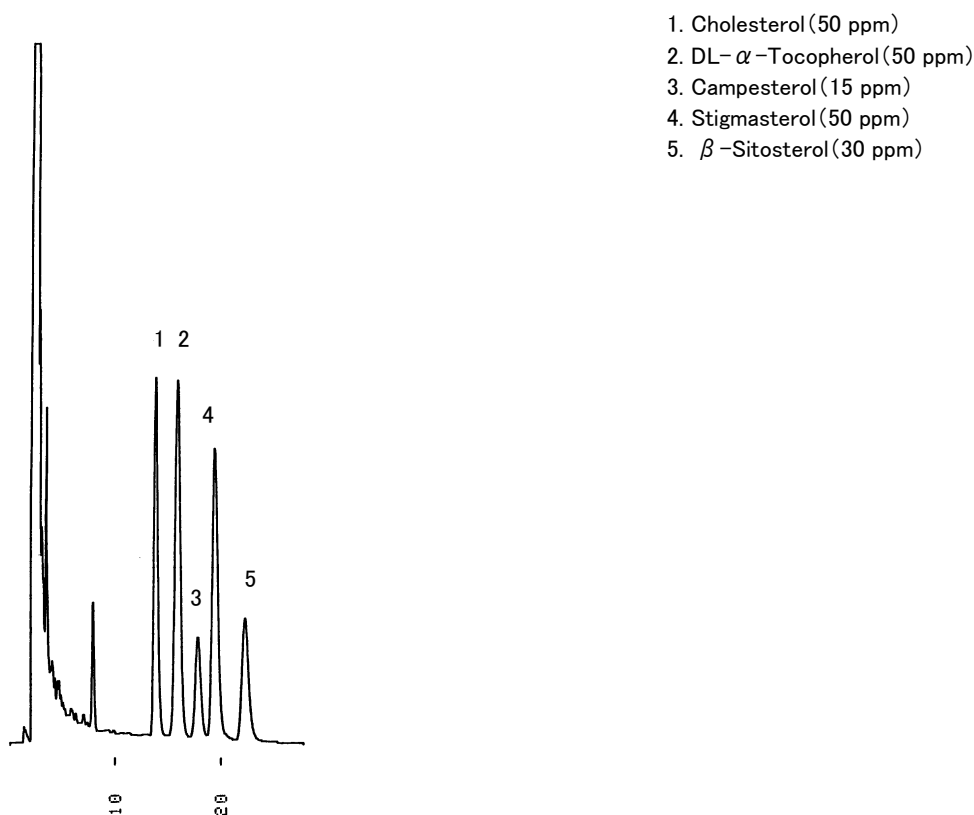 1. Cholesterol(50 ppm)
2. DL-α-Tocopherol(50 ppm)
3. Campesterol(15 ppm)
4. Stigmasterol(50 ppm)
5. β-Sitosterol(30 ppm)
1 2
4
3
5
10
20